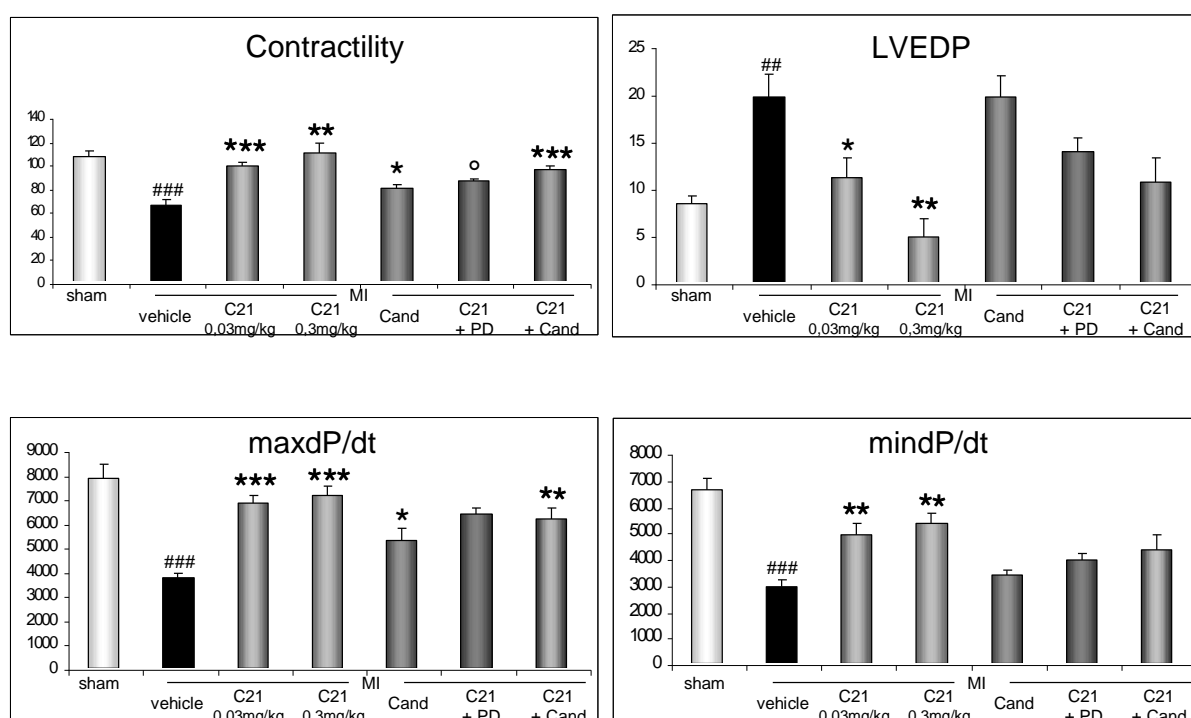 Contractility
140
120
100
80
60
40
20
0
###
***
**
*
°
***
sham
MI
vehicle
C21
0,03mg/kg
C21
0,3mg/kg
Cand
C21
+ PD
C21
+ Cand
LVEDP
25
20
15
10
5
0
##
*
**
sham
MI
vehicle
C21
0,03mg/kg
C21
0,3mg/kg
Cand
C21
+ PD
C21
+ Cand
maxdP/dt
9000
8000
7000
6000
5000
4000
3000
2000
1000
0
###
***
***
*
**
sham
MI
vehicle
C21
0,03mg/kg
C21
0,3mg/kg
Cand
C21
+ PD
C21
+ Cand
mindP/dt
8000
7000
6000
5000
4000
3000
2000
1000
0
###
**
**
sham
MI
vehicle
C21
0,03mg/kg
C21
0,3mg/kg
Cand
C21
+ PD
C21
+ Cand